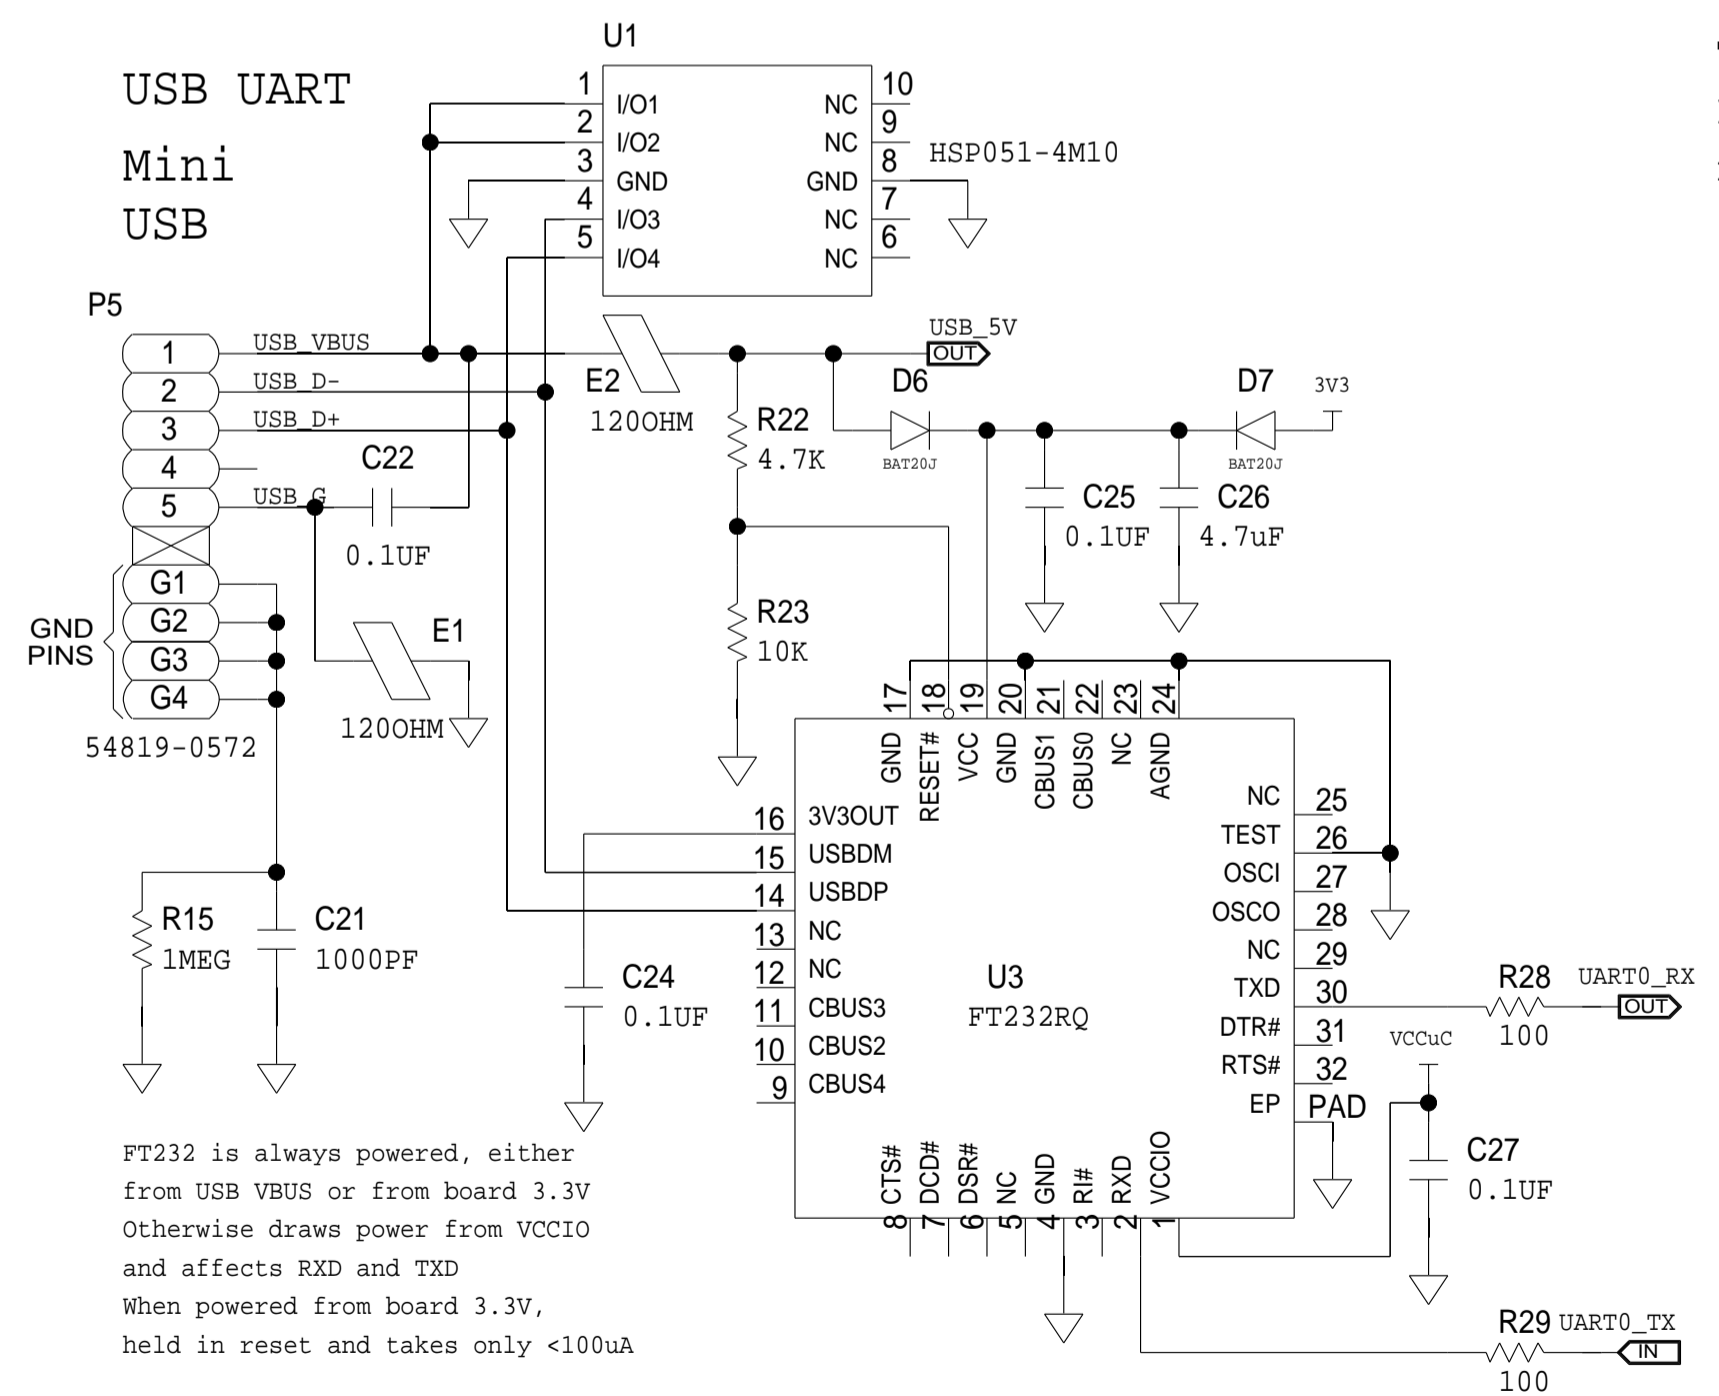 U1
USB UART
Mini
USB
1 I/O1 NC 10
2 I/O2 NC 9
3 GND GND 8
4 I/O3 NC 7
5 I/O4 NC 6
HSP051-4M10
P5
1 USB_VBUS
2 USB_D-
3 USB_D+
4
5 USB_G
G1
G2
G3
G4
GND
PINS
54819-0572
C22
0.1UF
E1
120OHM
E2
120OHM
USB_5V
OUT
R22
4.7K
R23
10K
D6
BAT20J
D7
BAT20J
3V3
C25
0.1UF
C26
4.7uF
R15
1MEG
C21
1000PF
C24
0.1UF
17 GND
18 RESET#
19 VCC
20 GND
21 CBUS1
22 CBUS0
23 NC
24 AGND
16 3V3OUT
15 USBDM
14 USBDP
13 NC
12 NC
11 CBUS3
10 CBUS2
9 CBUS4
U3
FT232RQ
NC 25
TEST 26
OSCI 27
OSCO 28
NC 29
TXD 30
DTR# 31
RTS# 32
EP PAD
8 CTS#
7 DCD#
6 DSR#
5 NC
4 GND
3 RI#
2 RXD
1 VCCIO
R28
100
UART0_RX
OUT
VCCuC
C27
0.1UF
R29
100
UART0_TX
IN
FT232 is always powered, either
from USB VBUS or from board 3.3V
Otherwise draws power from VCCIO
and affects RXD and TXD
When powered from board 3.3V,
held in reset and takes only <100uA